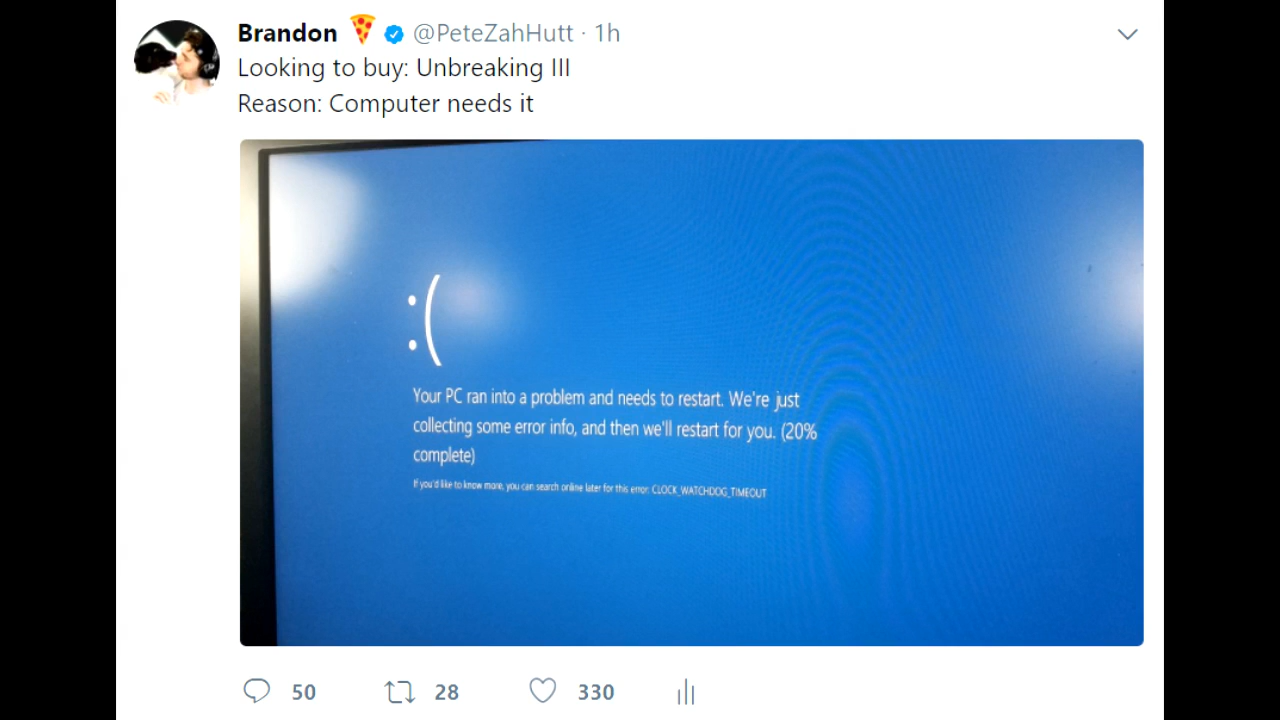 Brandon 🍕 @PeteZahHutt · 1h
Looking to buy: Unbreaking III
Reason: Computer needs it
:(
Your PC ran into a problem and needs to restart. We're just
collecting some error info, and then we'll restart for you. (20%
complete)
If you'd like to know more, you can search online later for this error: CLOCK_WATCHDOG_TIMEOUT
50 28 330